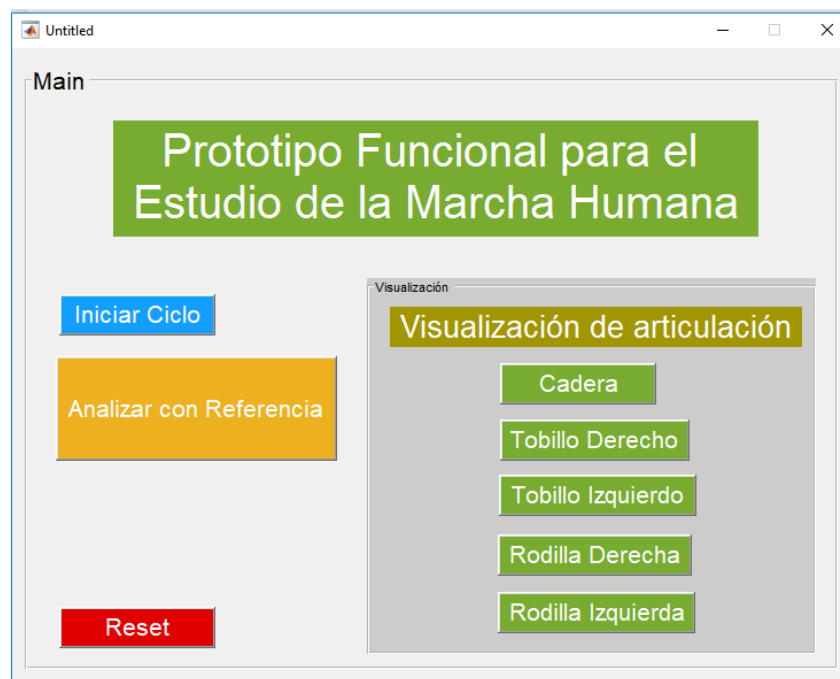 Untitled
Main
Prototipo Funcional para el
Estudio de la Marcha Humana
Iniciar Ciclo
Analizar con Referencia
Reset
Visualización
Visualización de articulación
Cadera
Tobillo Derecho
Tobillo Izquierdo
Rodilla Derecha
Rodilla Izquierda